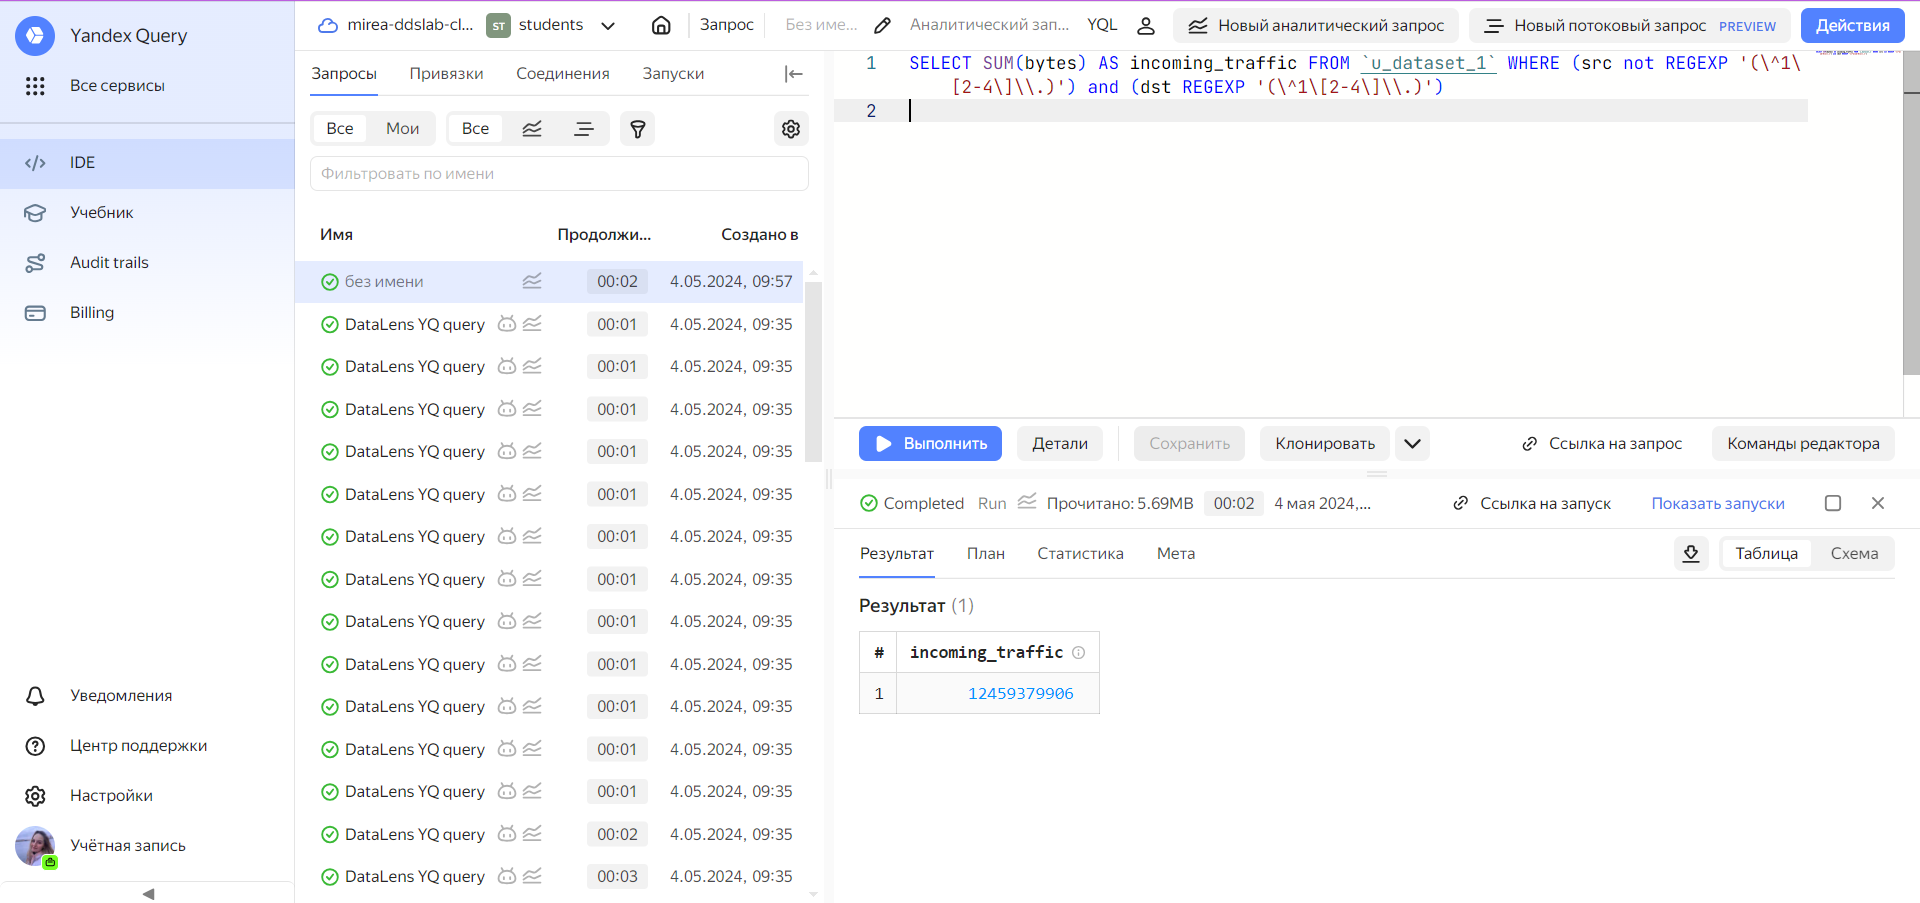 Yandex Query
Все сервисы
IDE
Учебник
Audit trails
Billing
Уведомления
Центр поддержки
Настройки
Учётная запись
mirea-ddslab-cl... ST students Запрос Без име... Аналитический зап... YQL Новый аналитический запрос Новый потоковый запрос PREVIEW Действия
Запросы Привязки Соединения Запуски
Все Мои Все
Фильтровать по имени
Имя Продолжи... Создано в
без имени 00:02 4.05.2024, 09:57
DataLens YQ query 00:01 4.05.2024, 09:35
DataLens YQ query 00:01 4.05.2024, 09:35
DataLens YQ query 00:01 4.05.2024, 09:35
DataLens YQ query 00:01 4.05.2024, 09:35
DataLens YQ query 00:01 4.05.2024, 09:35
DataLens YQ query 00:01 4.05.2024, 09:35
DataLens YQ query 00:01 4.05.2024, 09:35
DataLens YQ query 00:01 4.05.2024, 09:35
DataLens YQ query 00:01 4.05.2024, 09:35
DataLens YQ query 00:01 4.05.2024, 09:35
DataLens YQ query 00:01 4.05.2024, 09:35
DataLens YQ query 00:01 4.05.2024, 09:35
DataLens YQ query 00:02 4.05.2024, 09:35
DataLens YQ query 00:03 4.05.2024, 09:35
1 SELECT SUM(bytes) AS incoming_traffic FROM `u_dataset_1` WHERE (src not REGEXP '(\^1\
[2-4\]\\.)') and (dst REGEXP '(\^1\[2-4\]\\.)')
2
Выполнить Детали Сохранить Клонировать Ссылка на запрос Команды редактора
Completed Run Прочитано: 5.69MB 00:02 4 мая 2024,... Ссылка на запуск Показать запуски
Результат План Статистика Мета Таблица Схема
Результат (1)
# incoming_traffic
1 12459379906